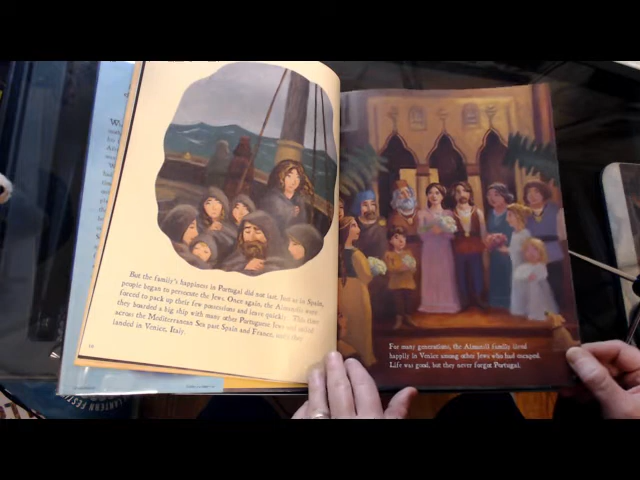 But the family's happiness in Portugal did not last. Just as in Spain,
people began to persecute the Jews. Once again, the Almosnili were
forced to pack up their few possessions and leave quickly. This time
they boarded a big ship with many other Portuguese Jews and sailed
across the Mediterranean Sea past Spain and France, until they
landed in Venice, Italy.
For many generations, the family lived
happily in Venice among other Jews who had escaped.
Life was good, but they never forgot Portugal.
LANTERN FEST